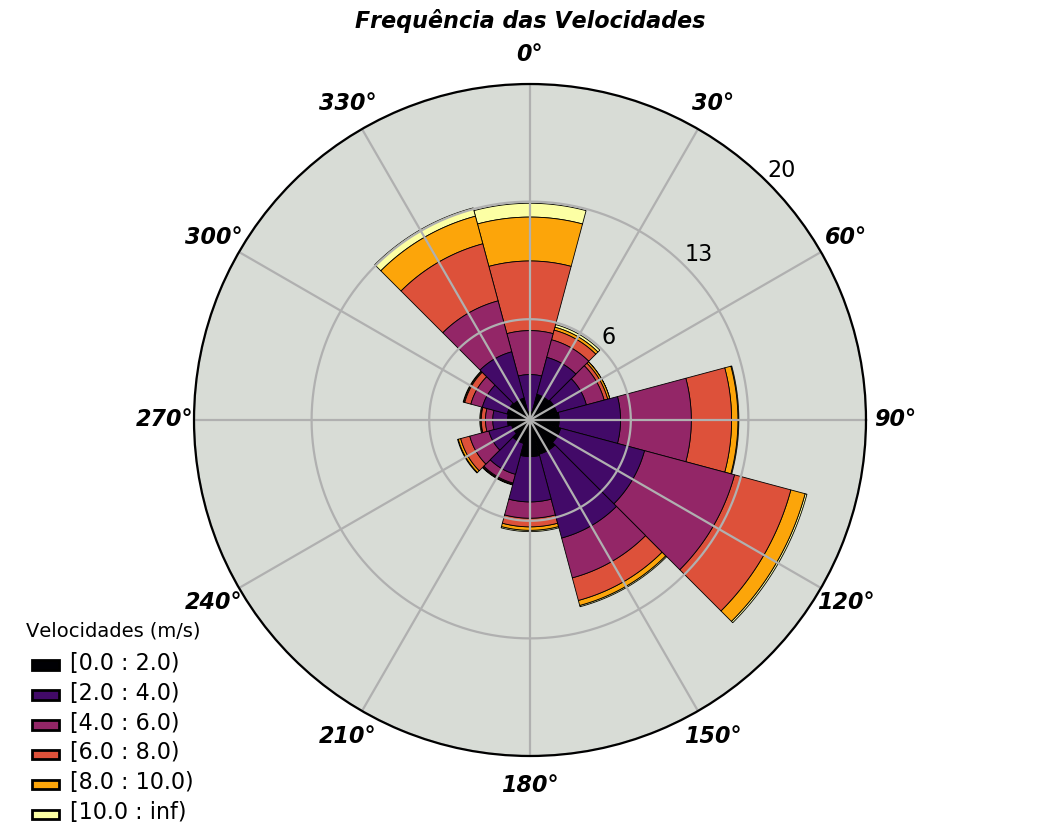 Frequência das Velocidades
0°
330°
30°
20
300°
60°
13
6
270°
90°
240°
120°
210°
150°
180°
Velocidades (m/s)
[0.0 : 2.0)
[2.0 : 4.0)
[4.0 : 6.0)
[6.0 : 8.0)
[8.0 : 10.0)
[10.0 : inf)